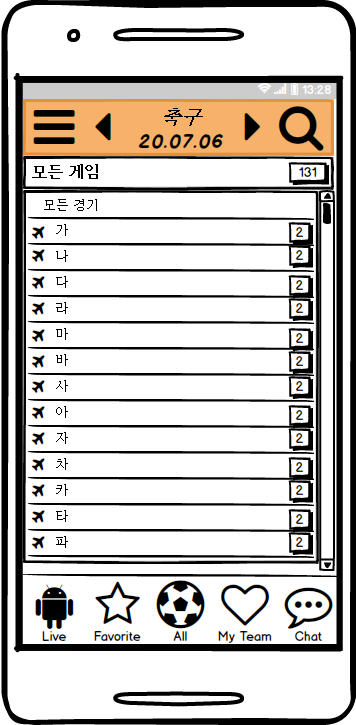 13:28
축구
20.07.06
모든 게임 131
모든 경기
가 2
나 2
다 2
라 2
마 2
바 2
사 2
아 2
자 2
차 2
카 2
타 2
파 2
Live Favorite All My Team Chat